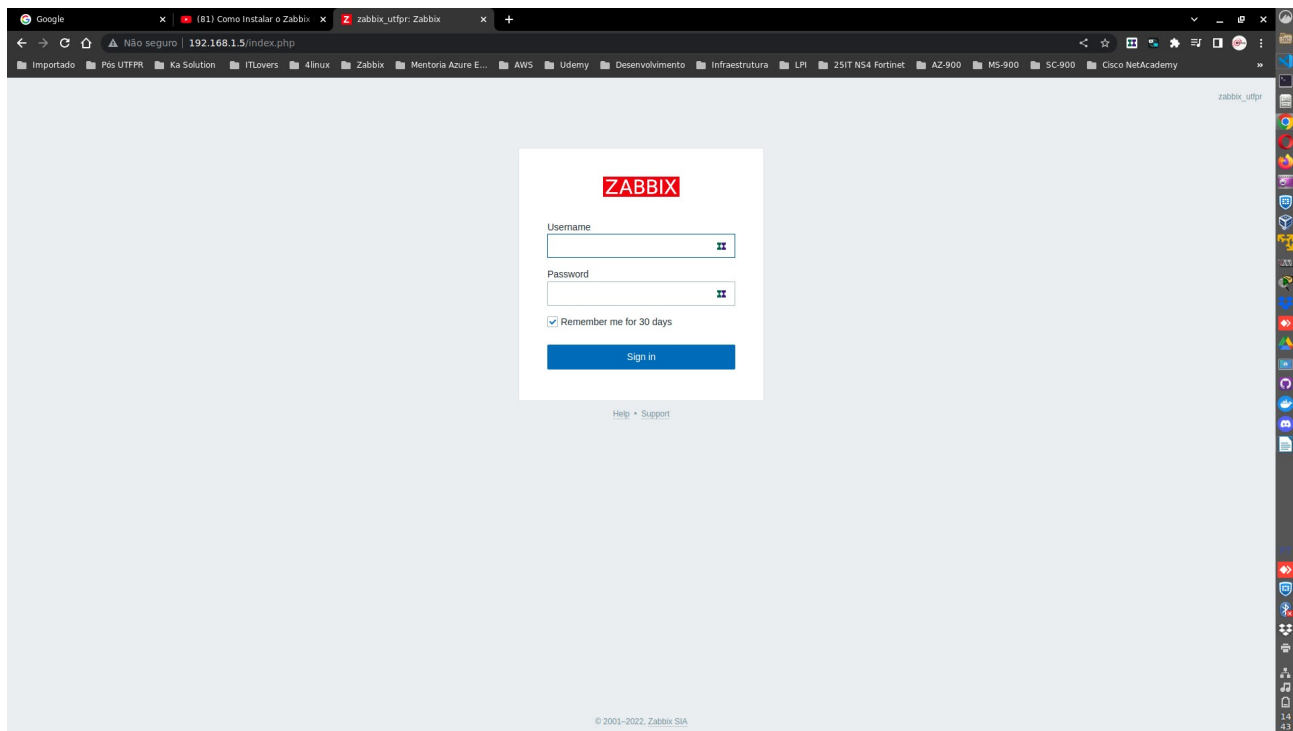 Google
(81) Como Instalar o Zabbix
zabbix_utfpr: Zabbix
Não seguro | 192.168.1.5/index.php
Importado Pós UTFPR Ka Solution ITLovers 4linux Zabbix Mentoria Azure E... AWS Udemy Desenvolvimento Infraestrutura LPI 25IT NS4 Fortinet AZ-900 MS-900 SC-900 Cisco NetAcademy »
zabbix_utfpr
ZABBIX
Username
Password
Remember me for 30 days
Sign in
Help • Support
© 2001–2022, Zabbix SIA
14
43